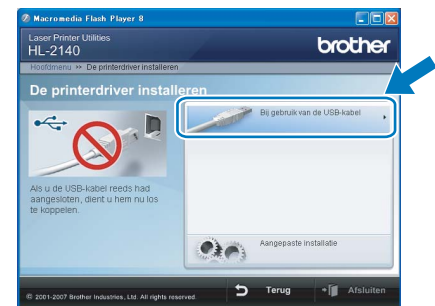 Macromedia Flash Player 8
Laser Printer Utilities
HL-2140
brother
Hoofdmenu >> De printerdriver installeren
De printerdriver installeren
Bij gebruik van de USB-kabel
Als u de USB-kabel reeds had
aangesloten, dient u hem nu los
te koppelen.
Aangepaste installatie
© 2001-2007 Brother Industries, Ltd. All rights reserved.
Terug
Afsluiten